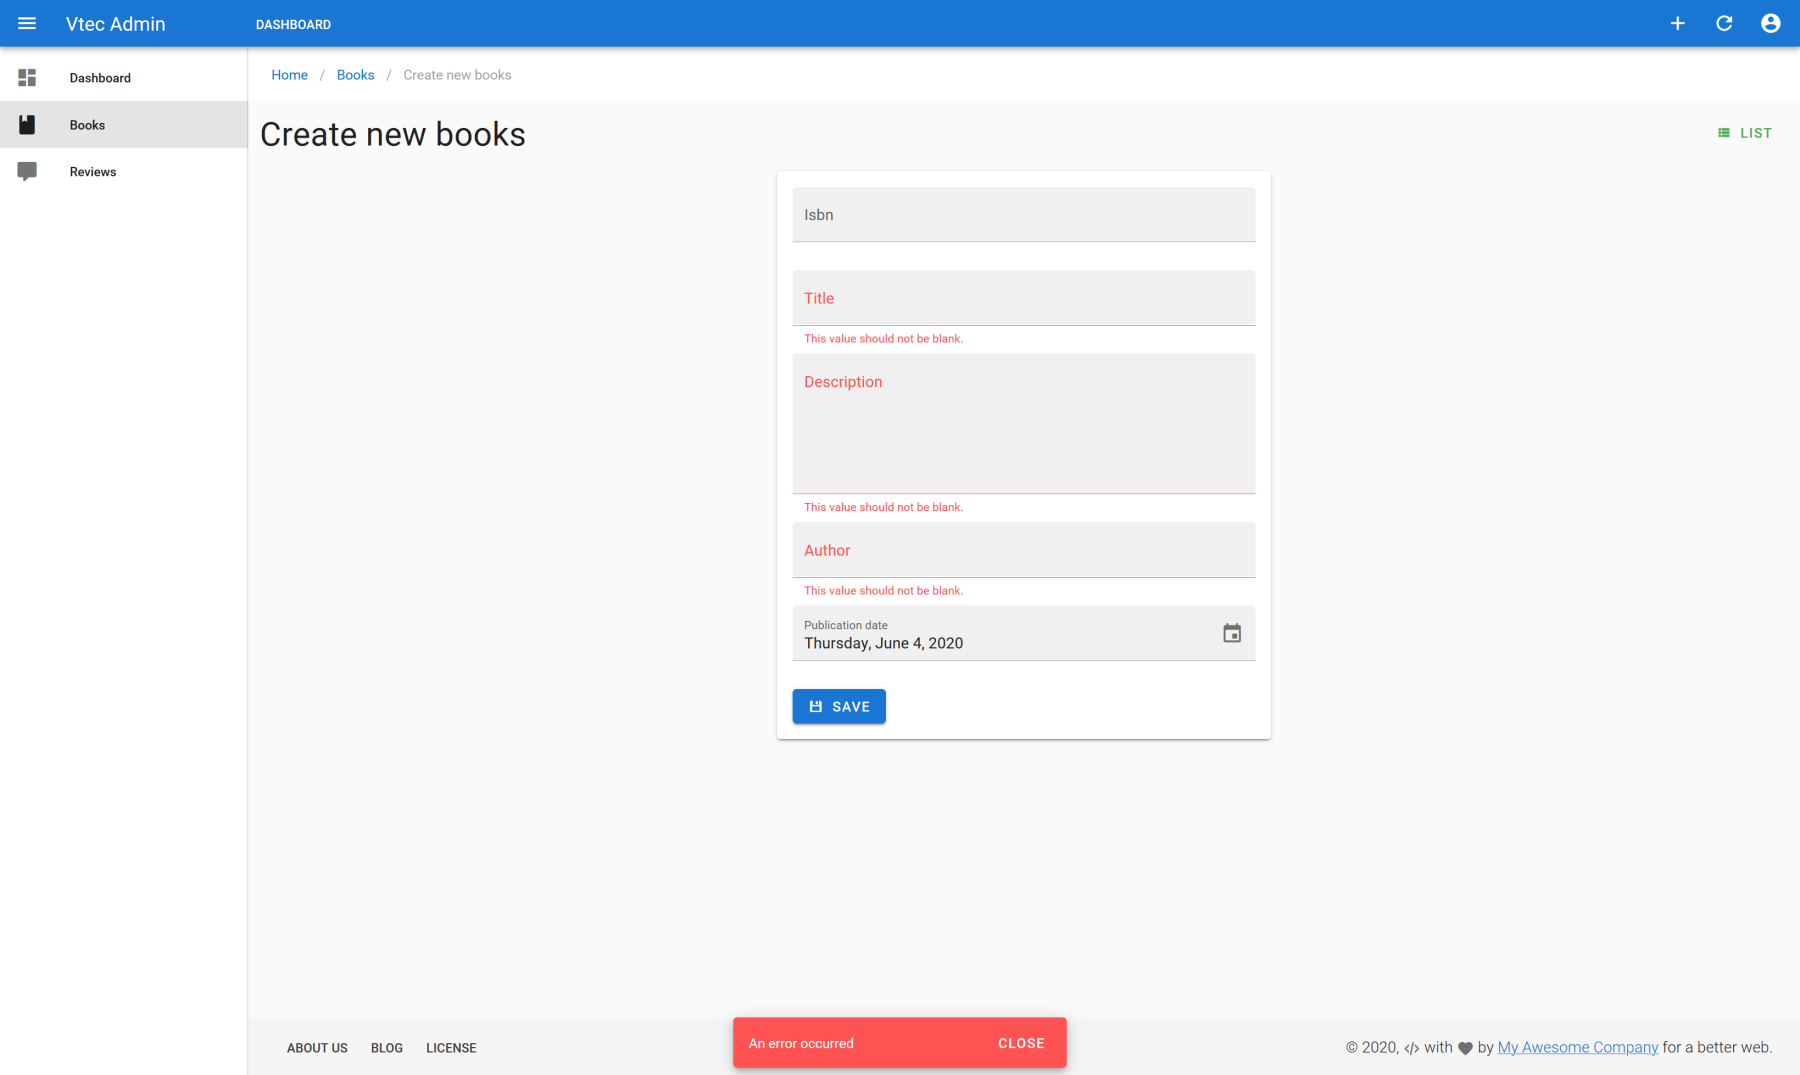 Vtec Admin
DASHBOARD
Dashboard
Books
Reviews
Home / Books / Create new books
Create new books
LIST
Isbn
Title
This value should not be blank.
Description
This value should not be blank.
Author
This value should not be blank.
Publication date
Thursday, June 4, 2020
SAVE
An error occurred CLOSE
ABOUT US BLOG LICENSE
© 2020, </> with ♥ by My Awesome Company for a better web.